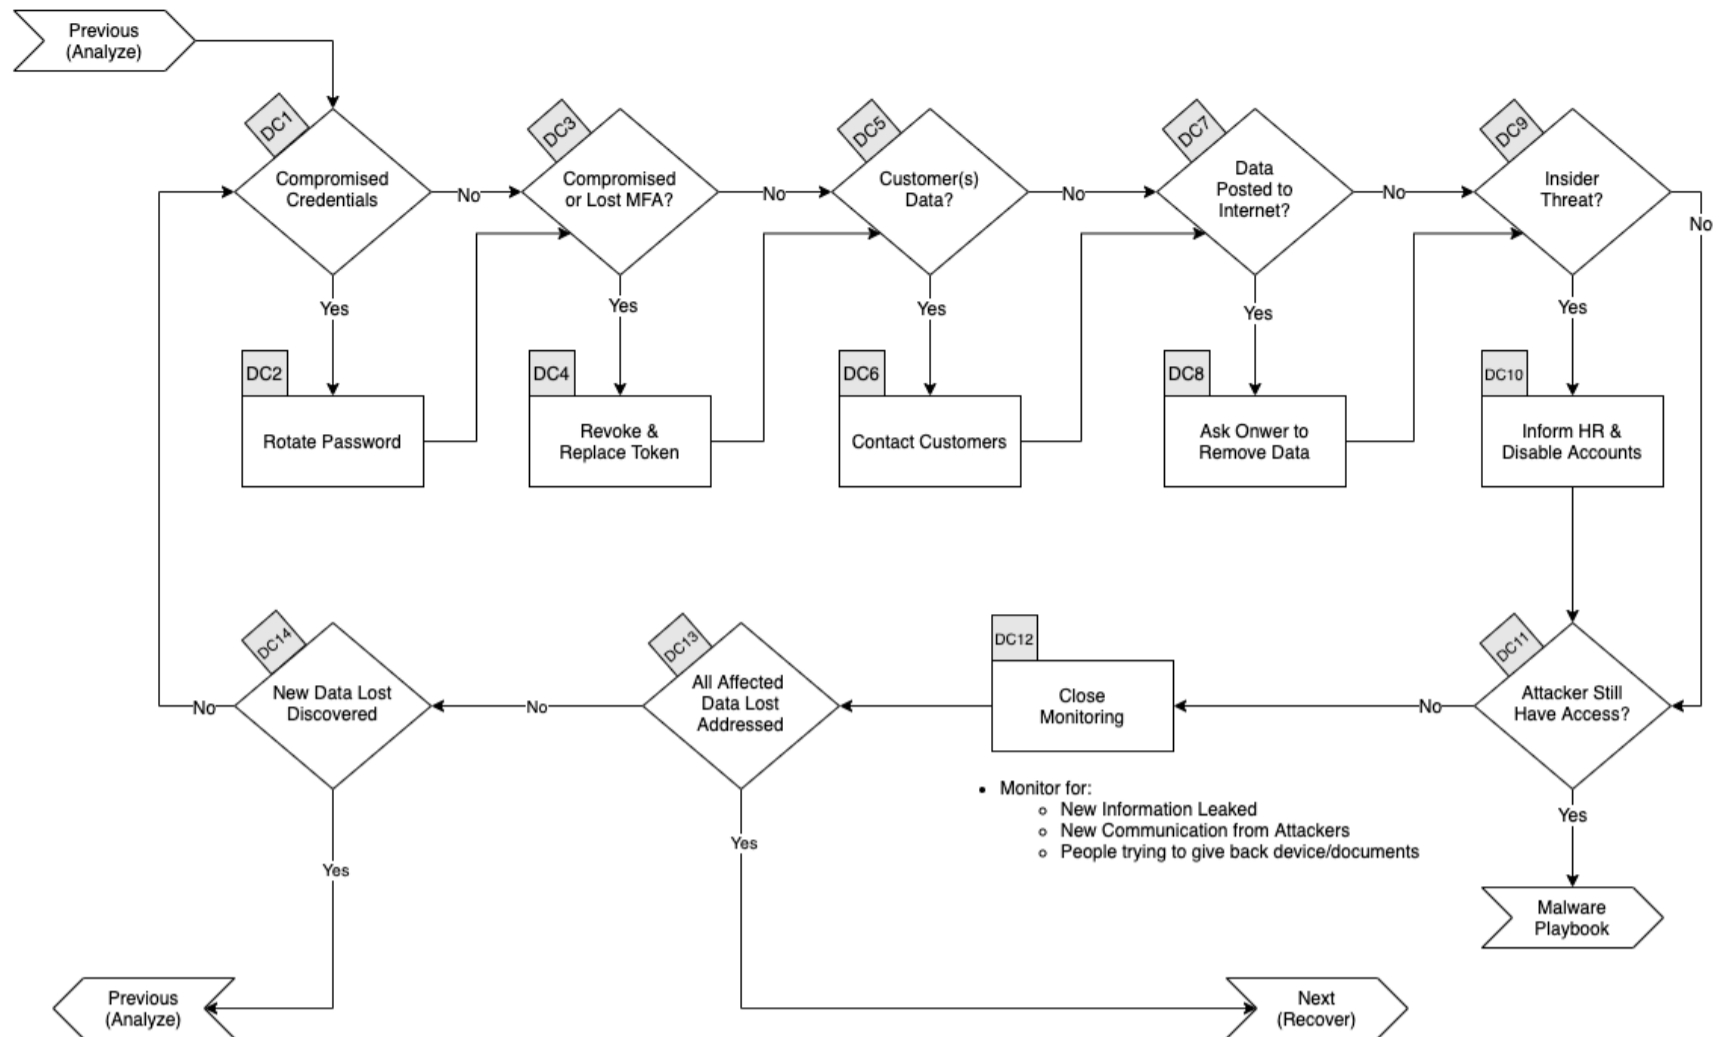 Previous
(Analyze)
DC1
Compromised
Credentials
No
DC3
Compromised
or Lost MFA?
No
DC5
Customer(s)
Data?
No
DC7
Data
Posted to
Internet?
No
DC9
Insider
Threat?
No
Yes
Yes
Yes
Yes
Yes
DC2
Rotate Password
DC4
Revoke &
Replace Token
DC6
Contact Customers
DC8
Ask Onwer to
Remove Data
DC10
Inform HR &
Disable Accounts
DC14
New Data Lost
Discovered
No
No
DC13
All Affected
Data Lost
Addressed
DC12
Close
Monitoring
No
DC11
Attacker Still
Have Access?
• Monitor for:
○ New Information Leaked
○ New Communication from Attackers
○ People trying to give back device/documents
Yes
Yes
Yes
Malware
Playbook
Previous
(Analyze)
Next
(Recover)